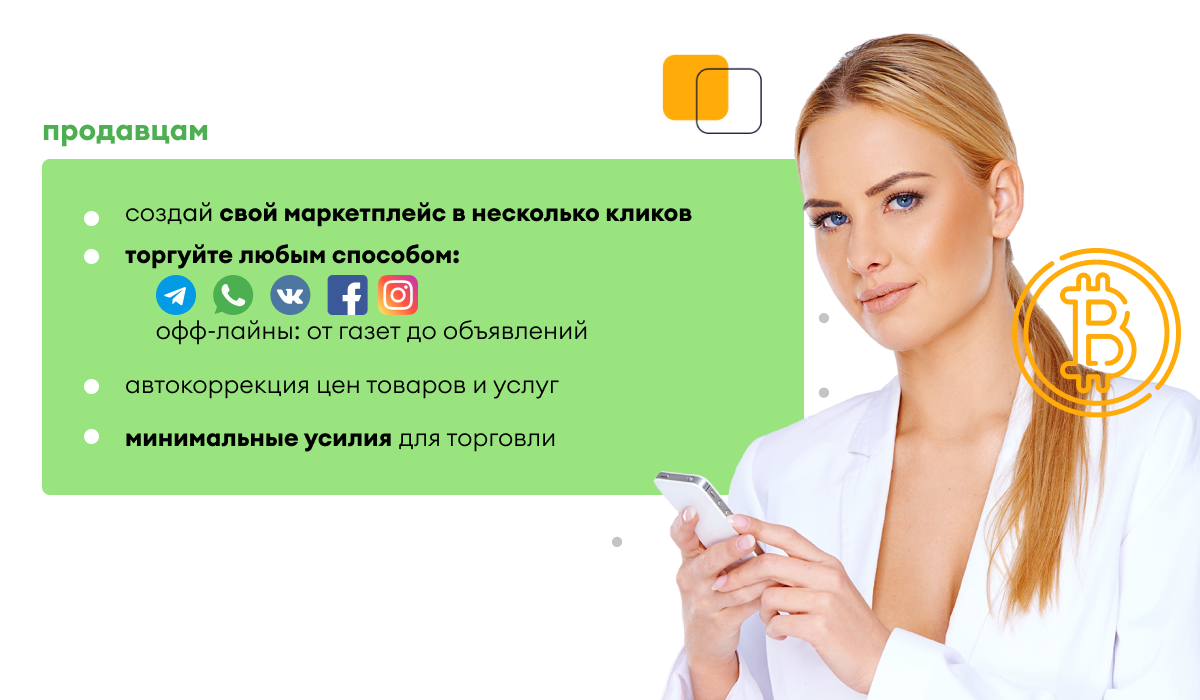 продавцам
создай свой маркетплейс в несколько кликов
торгуйте любым способом:
офф-лайны: от газет до объявлений
автокоррекция цен товаров и услуг
минимальные усилия для торговли